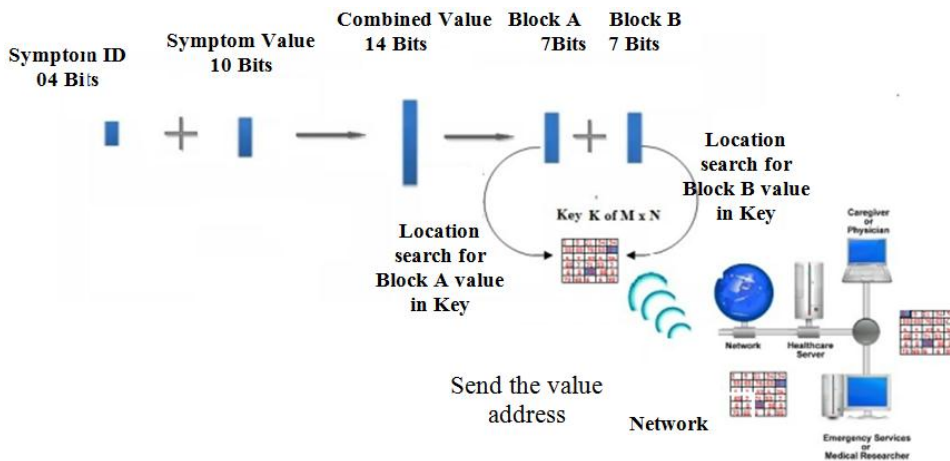 Symptom ID
04 Bits
Symptom Value
10 Bits
Combined Value
14 Bits
Block A
7Bits
Block B
7 Bits
Location
search for
Block A value
in Key
Key K of M x N
Location
search for
Block B value
in Key
Send the value
address
Network
Network
Healthcare
Server
Caregiver
or
Physician
Emergency Services
or
Medical Researcher